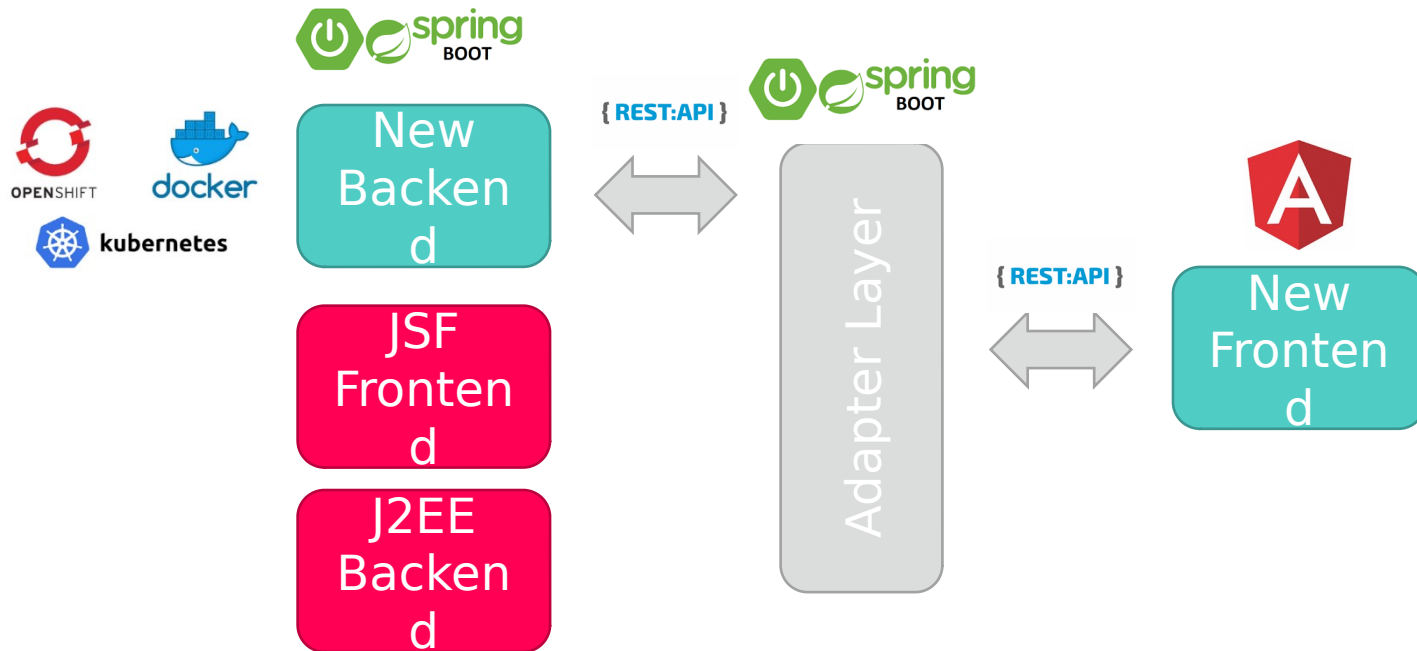 spring
BOOT
OPENSHIFT
docker
kubernetes
New
Backen
d
{ REST:API }
spring
BOOT
JSF
Fronten
d
J2EE
Backen
d
Adapter Layer
{ REST:API }
A
New
Fronten
d